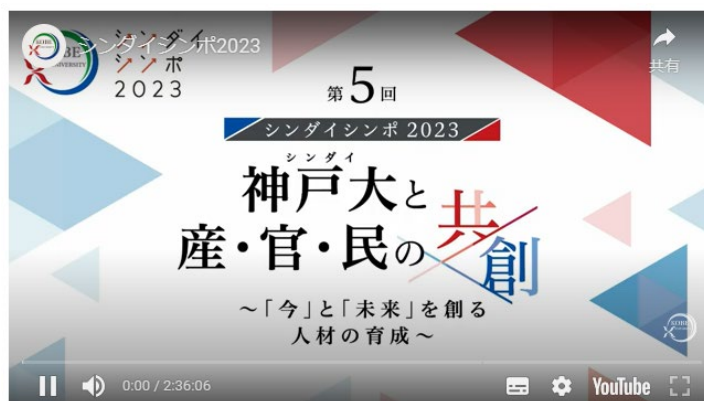 シンダイシンポ2023
共有
KOBE
UNIVERSITY
シンダイ
シンポ
2023
第5回
シンダイシンポ 2023
シンダイ
神戸大と
産・官・民の共創
~「今」と「未来」を創る
人材の育成~
KOBE
0:00 / 2:36:06
YouTube